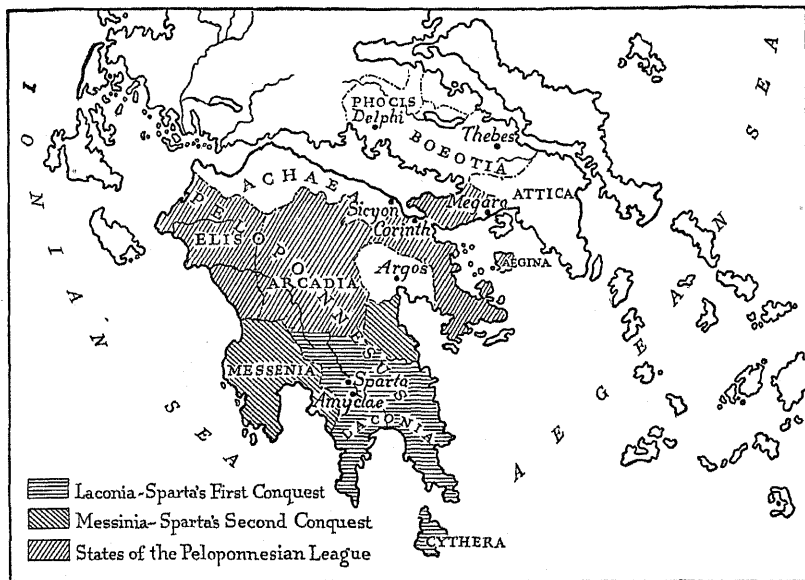 IONIAN SEA
AEGEAN SEA
PHOCIS
Delphi
Thebes
BOEOTIA
ACHAEA
ATTICA
Megara
Sicyon
Corinth
PELOPONNESUS
ELIS
AEGINA
Argos
ARCADIA
MESSENIA
Sparta
Amyclae
LACONIA
Laconia-Sparta's First Conquest
Messinia-Sparta's Second Conquest
States of the Peloponnesian League
CYTHERA